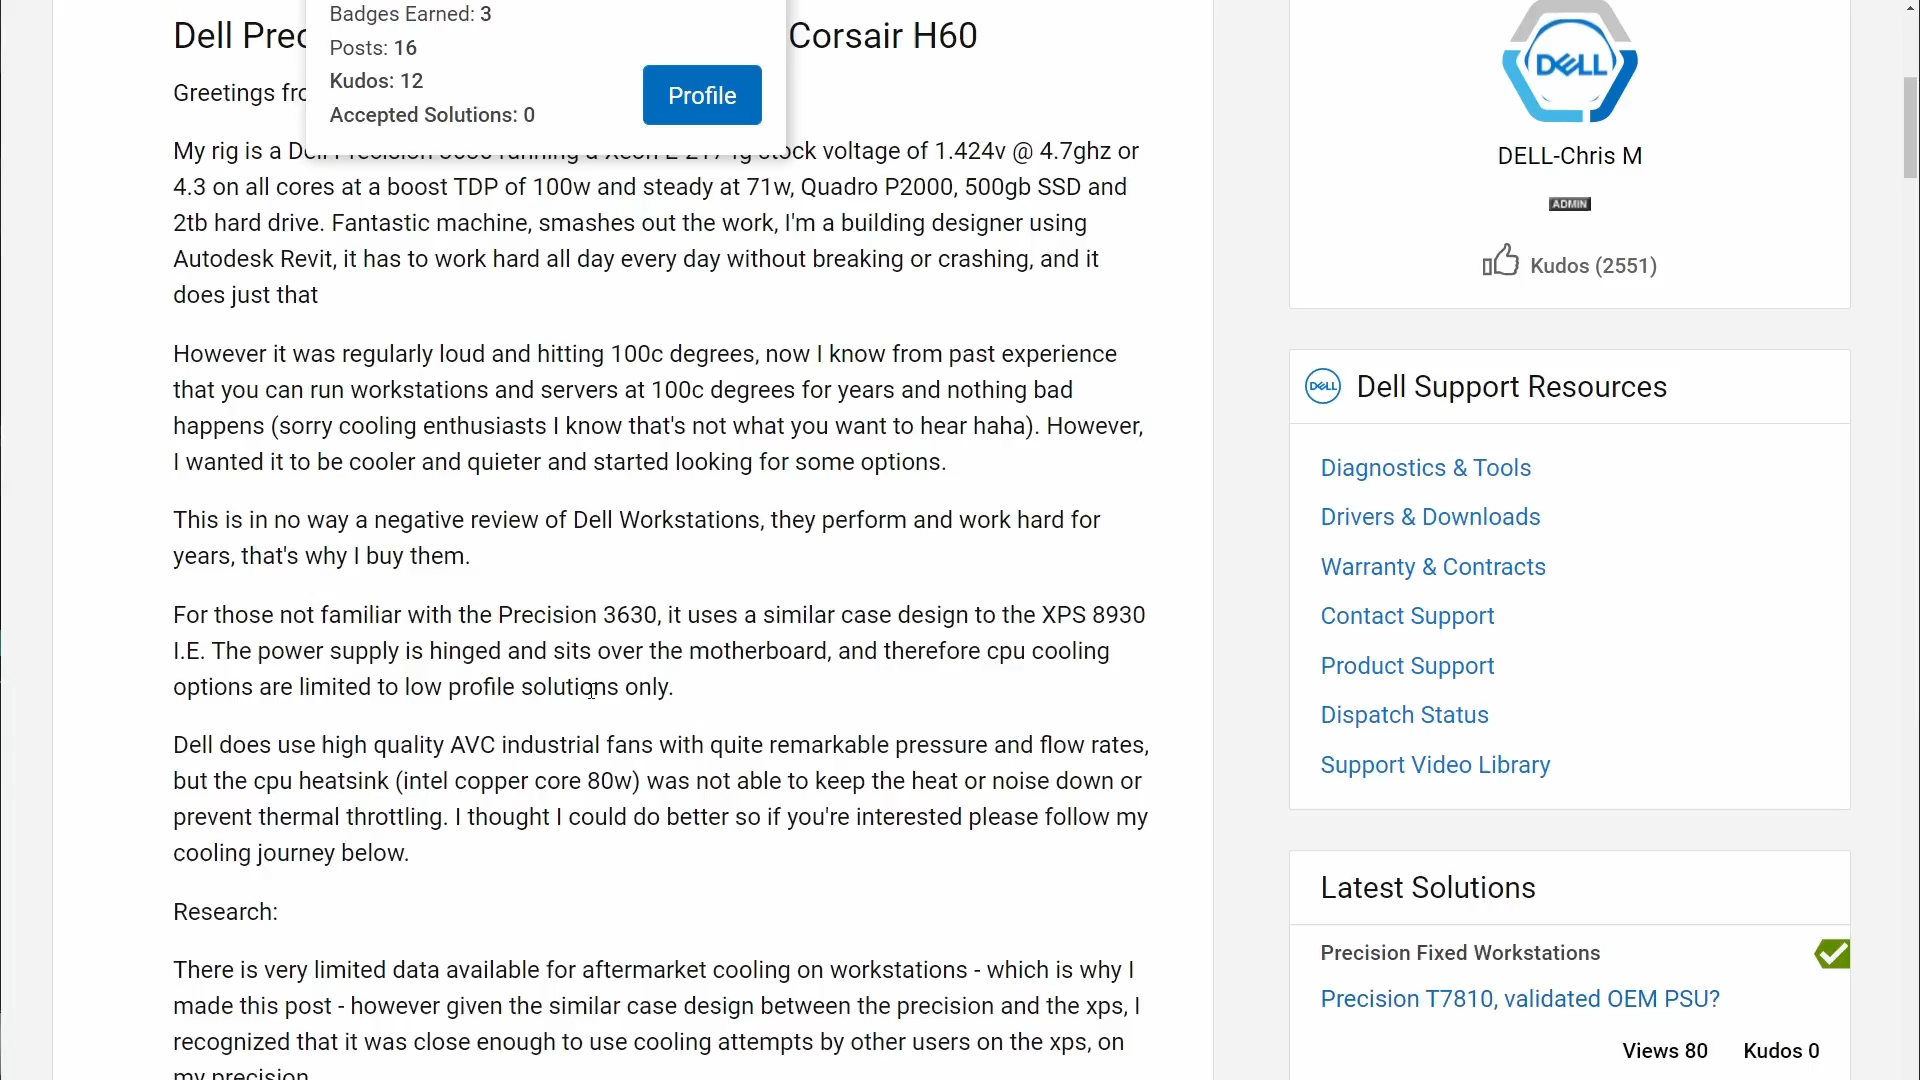 Badges Earned: 3
Posts: 16
Kudos: 12
Accepted Solutions: 0
Profile
Dell Prec
Corsair H60
Greetings fro
My rig is a Dell Precision 3630 running a Xeon E-2174g stock voltage of 1.424v @ 4.7ghz or
4.3 on all cores at a boost TDP of 100w and steady at 71w, Quadro P2000, 500gb SSD and
2tb hard drive. Fantastic machine, smashes out the work, I'm a building designer using
Autodesk Revit, it has to work hard all day every day without breaking or crashing, and it
does just that
However it was regularly loud and hitting 100c degrees, now I know from past experience
that you can run workstations and servers at 100c degrees for years and nothing bad
happens (sorry cooling enthusiasts I know that's not what you want to hear haha). However,
I wanted it to be cooler and quieter and started looking for some options.
This is in no way a negative review of Dell Workstations, they perform and work hard for
years, that's why I buy them.
For those not familiar with the Precision 3630, it uses a similar case design to the XPS 8930
I.E. The power supply is hinged and sits over the motherboard, and therefore cpu cooling
options are limited to low profile solutions only.
Dell does use high quality AVC industrial fans with quite remarkable pressure and flow rates,
but the cpu heatsink (intel copper core 80w) was not able to keep the heat or noise down or
prevent thermal throttling. I thought I could do better so if you're interested please follow my
cooling journey below.
Research:
There is very limited data available for aftermarket cooling on workstations - which is why I
made this post - however given the similar case design between the precision and the xps, I
recognized that it was close enough to use cooling attempts by other users on the xps, on
my precision
DELL
DELL-Chris M
ADMIN
Kudos (2551)
DELL
Dell Support Resources
Diagnostics & Tools
Drivers & Downloads
Warranty & Contracts
Contact Support
Product Support
Dispatch Status
Support Video Library
Latest Solutions
Precision Fixed Workstations
Precision T7810, validated OEM PSU?
Views 80 Kudos 0